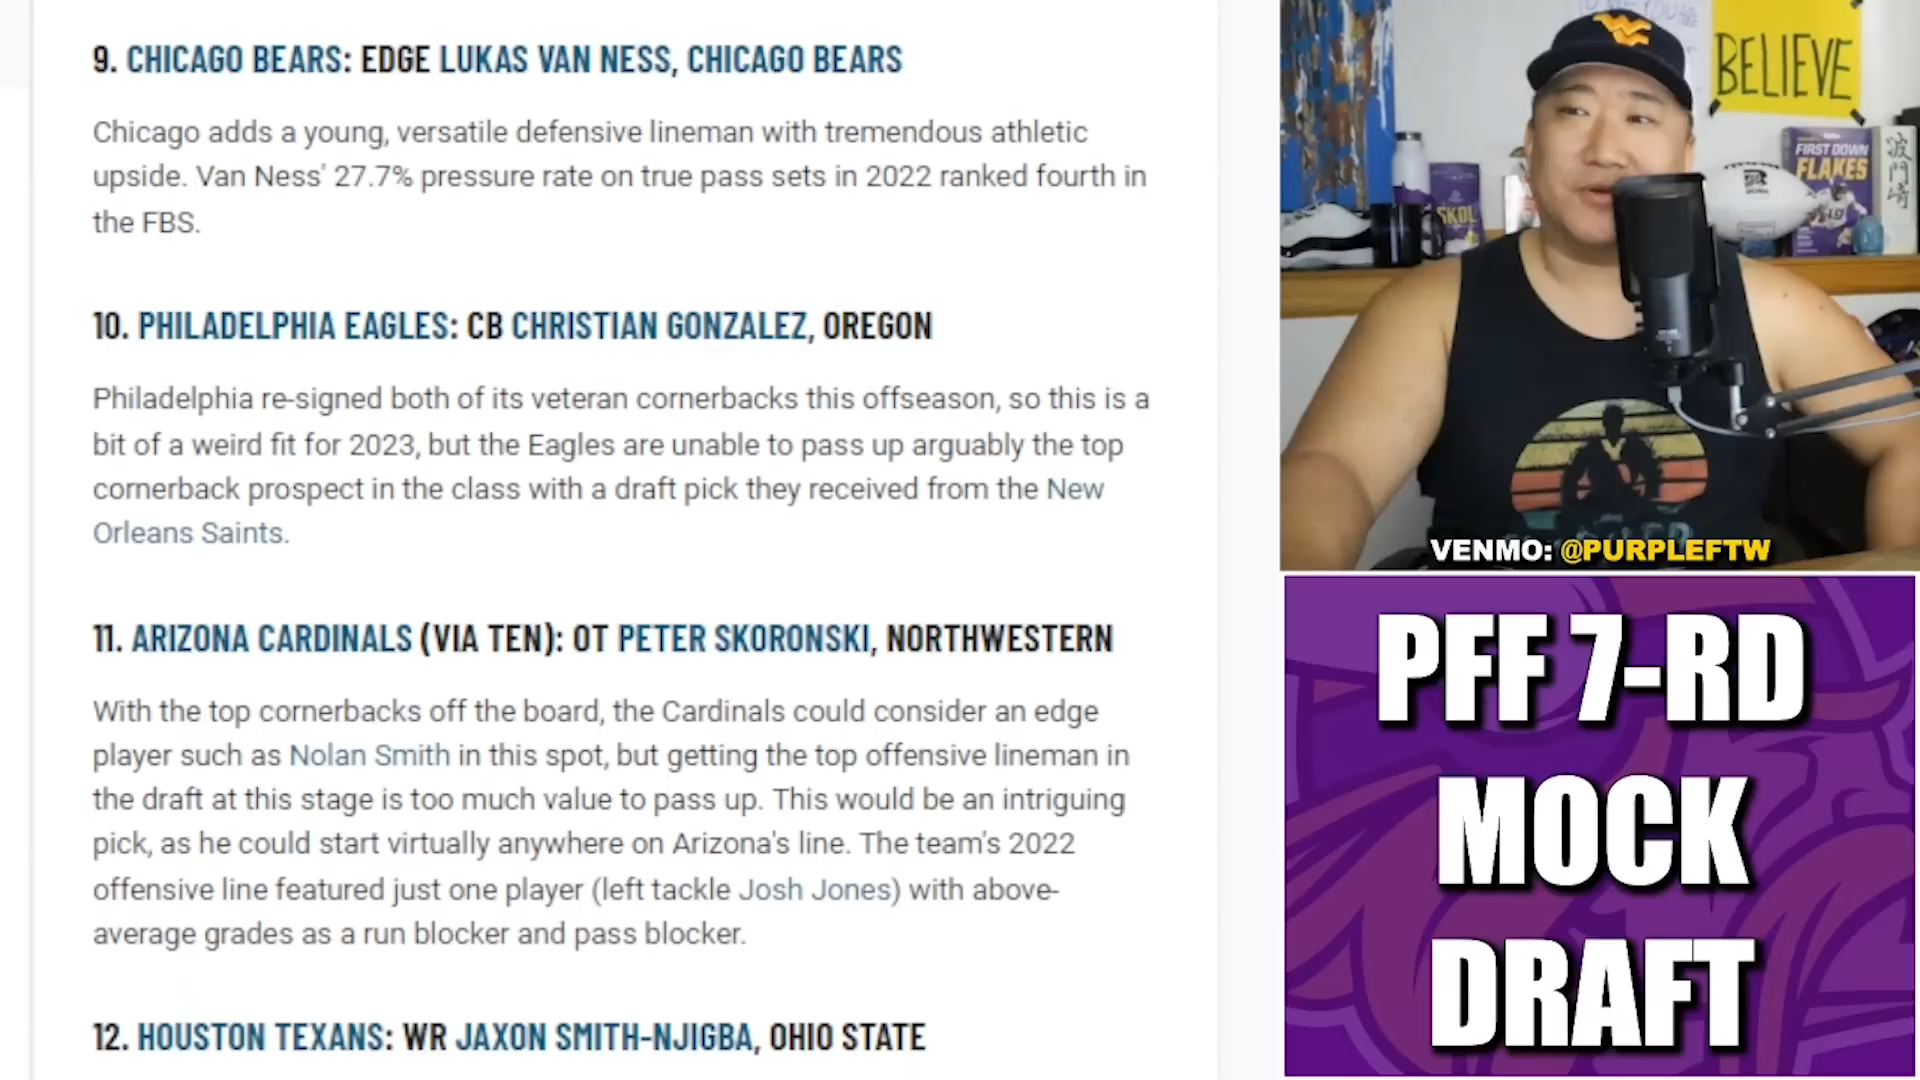 9. CHICAGO BEARS: EDGE LUKAS VAN NESS, CHICAGO BEARS
Chicago adds a young, versatile defensive lineman with tremendous athletic
upside. Van Ness' 27.7% pressure rate on true pass sets in 2022 ranked fourth in
the FBS.
10. PHILADELPHIA EAGLES: CB CHRISTIAN GONZALEZ, OREGON
Philadelphia re-signed both of its veteran cornerbacks this offseason, so this is a
bit of a weird fit for 2023, but the Eagles are unable to pass up arguably the top
cornerback prospect in the class with a draft pick they received from the New
Orleans Saints.
11. ARIZONA CARDINALS (VIA TEN): OT PETER SKORONSKI, NORTHWESTERN
With the top cornerbacks off the board, the Cardinals could consider an edge
player such as Nolan Smith in this spot, but getting the top offensive lineman in
the draft at this stage is too much value to pass up. This would be an intriguing
pick, as he could start virtually anywhere on Arizona's line. The team's 2022
offensive line featured just one player (left tackle Josh Jones) with above-
average grades as a run blocker and pass blocker.
12. HOUSTON TEXANS: WR JAXON SMITH-NJIGBA, OHIO STATE
BELIEVE
FIRST DOWN
FLAKES
SKOL
19
VENMO: @PURPLEFTW
PFF 7-RD
MOCK
DRAFT